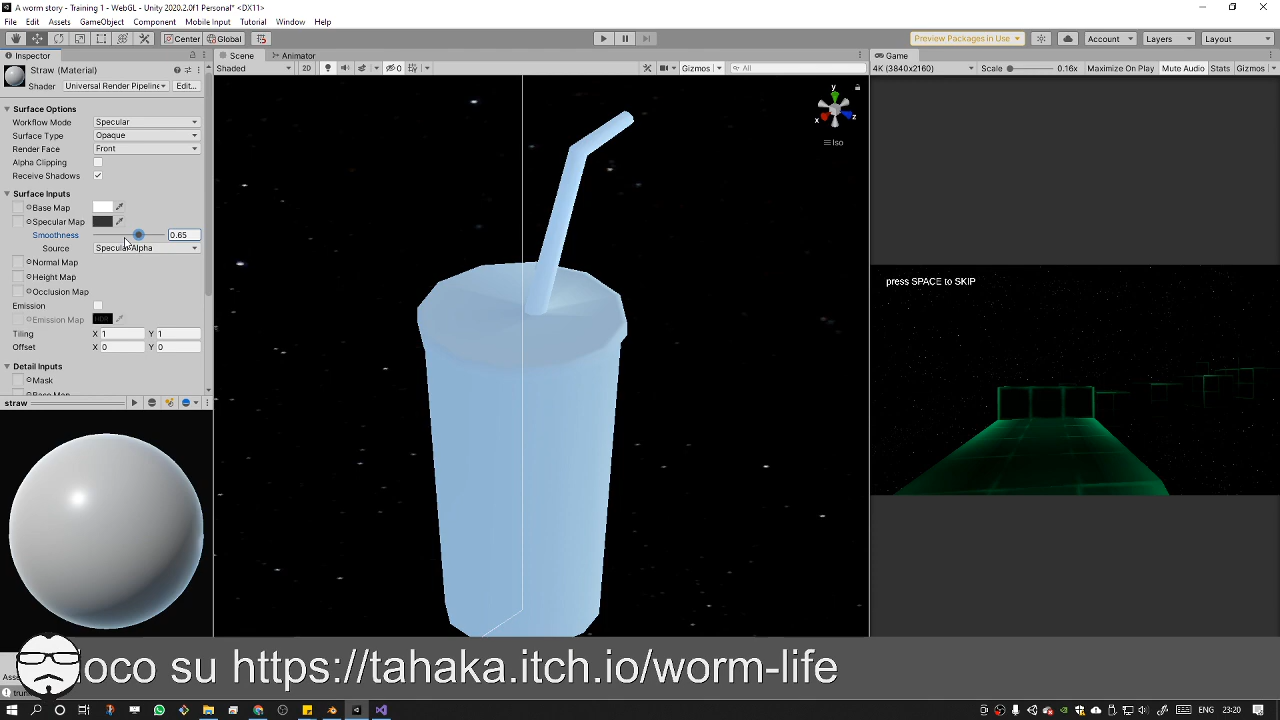 A worm story - Training 1 - WebGL - Unity 2020.2.0f1 Personal* <DX11>
File Edit Assets GameObject Component Mobile Input Tutorial Window Help
Center Global Preview Packages in Use Account Layers Layout
Inspector Scene Animator Game
Shaded 2D 0 Gizmos All 4K (3840x2160) Scale 0.16x Maximize On Play Mute Audio Stats Gizmos
Straw (Material)
Shader Universal Render Pipeline Edit...
Surface Options
Workflow Mode Specular
Surface Type Opaque
Render Face Front
Alpha Clipping
Receive Shadows
Surface Inputs
Base Map
Specular Map
Smoothness 0.65
Source Specular Alpha
Normal Map
Height Map
Occlusion Map
Emission
Emission Map HDR
Tiling X 1 Y 1
Offset X 0 Y 0
Detail Inputs
Mask
straw
y
x z
Iso
press SPACE to SKIP
ioco su https://tahaka.itch.io/worm-life
ENG 23:20